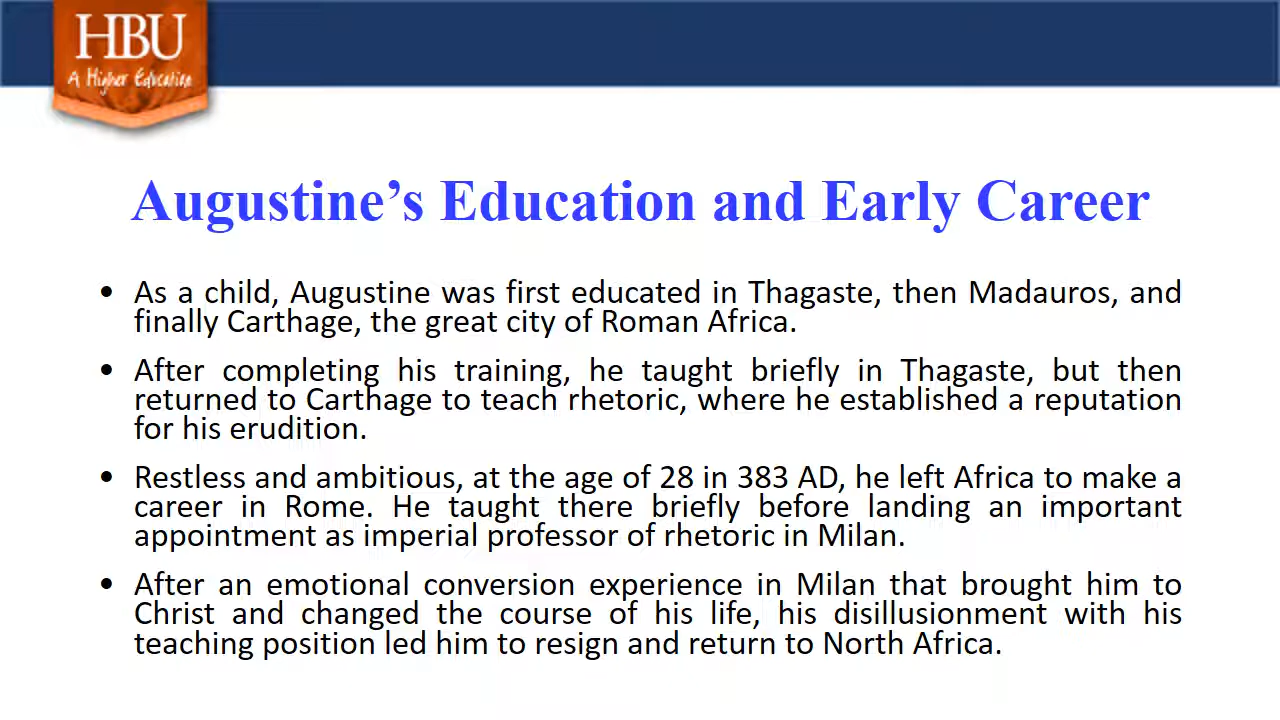 HBU
A Higher Education
Augustine’s Education and Early Career
• As a child, Augustine was first educated in Thagaste, then Madauros, and
finally Carthage, the great city of Roman Africa.
• After completing his training, he taught briefly in Thagaste, but then
returned to Carthage to teach rhetoric, where he established a reputation
for his erudition.
• Restless and ambitious, at the age of 28 in 383 AD, he left Africa to make a
career in Rome. He taught there briefly before landing an important
appointment as imperial professor of rhetoric in Milan.
• After an emotional conversion experience in Milan that brought him to
Christ and changed the course of his life, his disillusionment with his
teaching position led him to resign and return to North Africa.